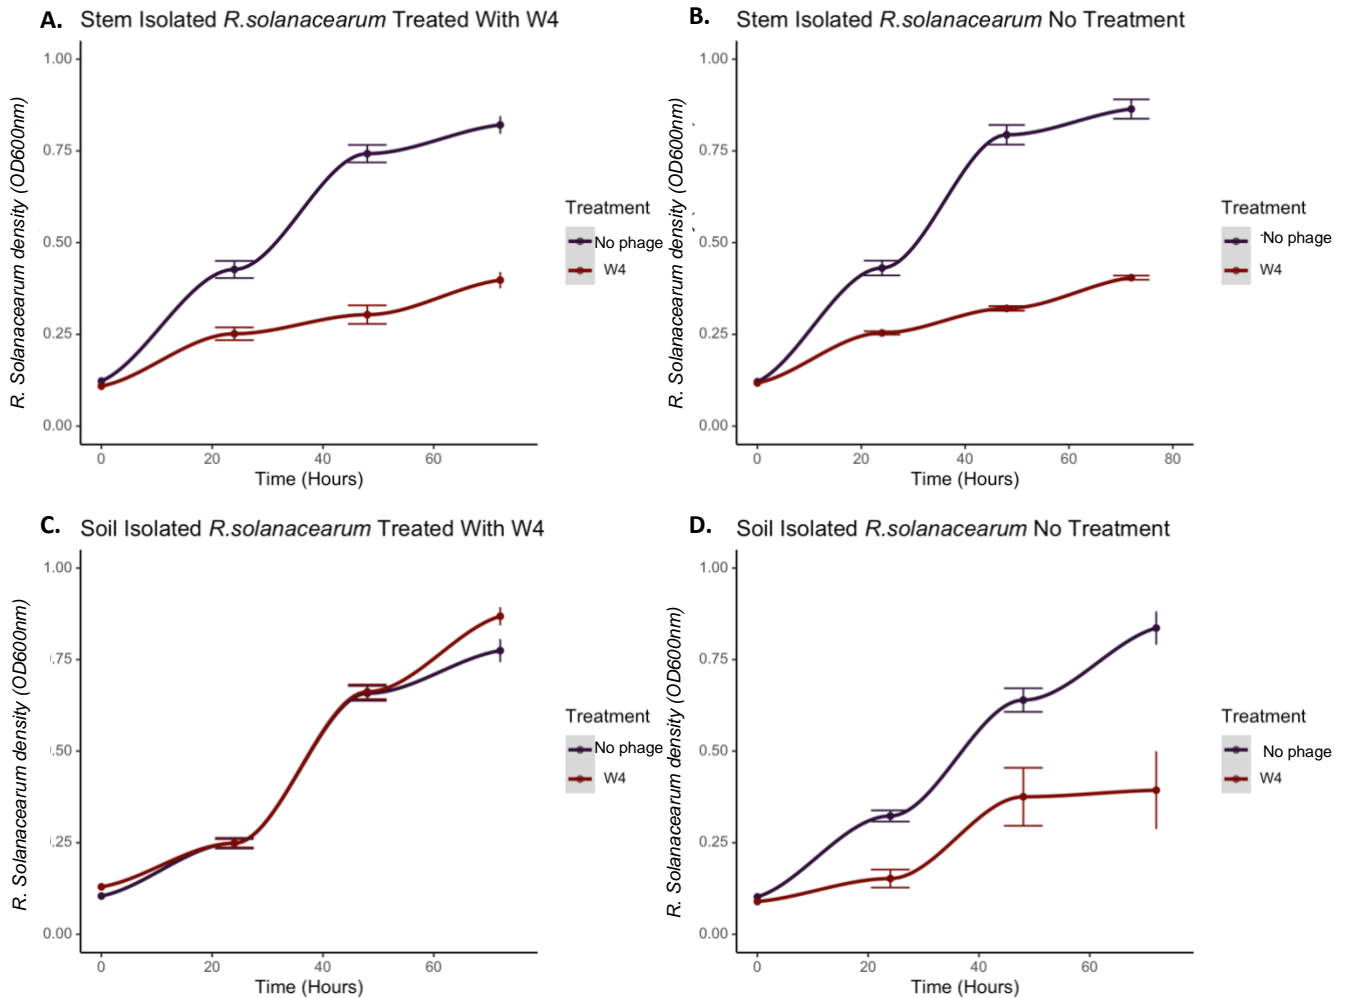 A. Stem Isolated R.solanacearum Treated With W4
R. Solanacearum density (OD600nm)
1.00
0.75
0.50
0.25
0.00
0 20 40 60
Time (Hours)
Treatment
No phage
W4
B. Stem Isolated R.solanacearum No Treatment
R. Solanacearum density (OD600nm)
1.00
0.75
0.50
0.25
0.00
0 20 40 60 80
Time (Hours)
Treatment
No phage
W4
C. Soil Isolated R.solanacearum Treated With W4
R. Solanacearum density (OD600nm)
1.00
.75
.50
.25
0.00
0 20 40 60
Time (Hours)
Treatment
No phage
W4
D. Soil Isolated R.solanacearum No Treatment
R. Solanacearum density (OD600nm)
1.00
0.75
0.50
0.25
0.00
0 20 40 60
Time (Hours)
Treatment
No phage
W4